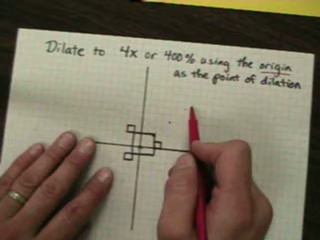 Dilate to 4x or 400% using the origin
as the point of dilation